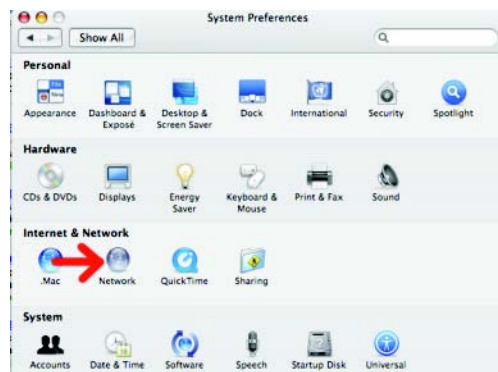 System Preferences
Show All
Personal
Appearance
Dashboard & Exposé
Desktop & Screen Saver
Dock
International
Security
Spotlight
Hardware
CDs & DVDs
Displays
Energy Saver
Keyboard & Mouse
Print & Fax
Sound
Internet & Network
.Mac
Network
QuickTime
Sharing
System
Accounts
Date & Time
Software
Speech
Startup Disk
Universal